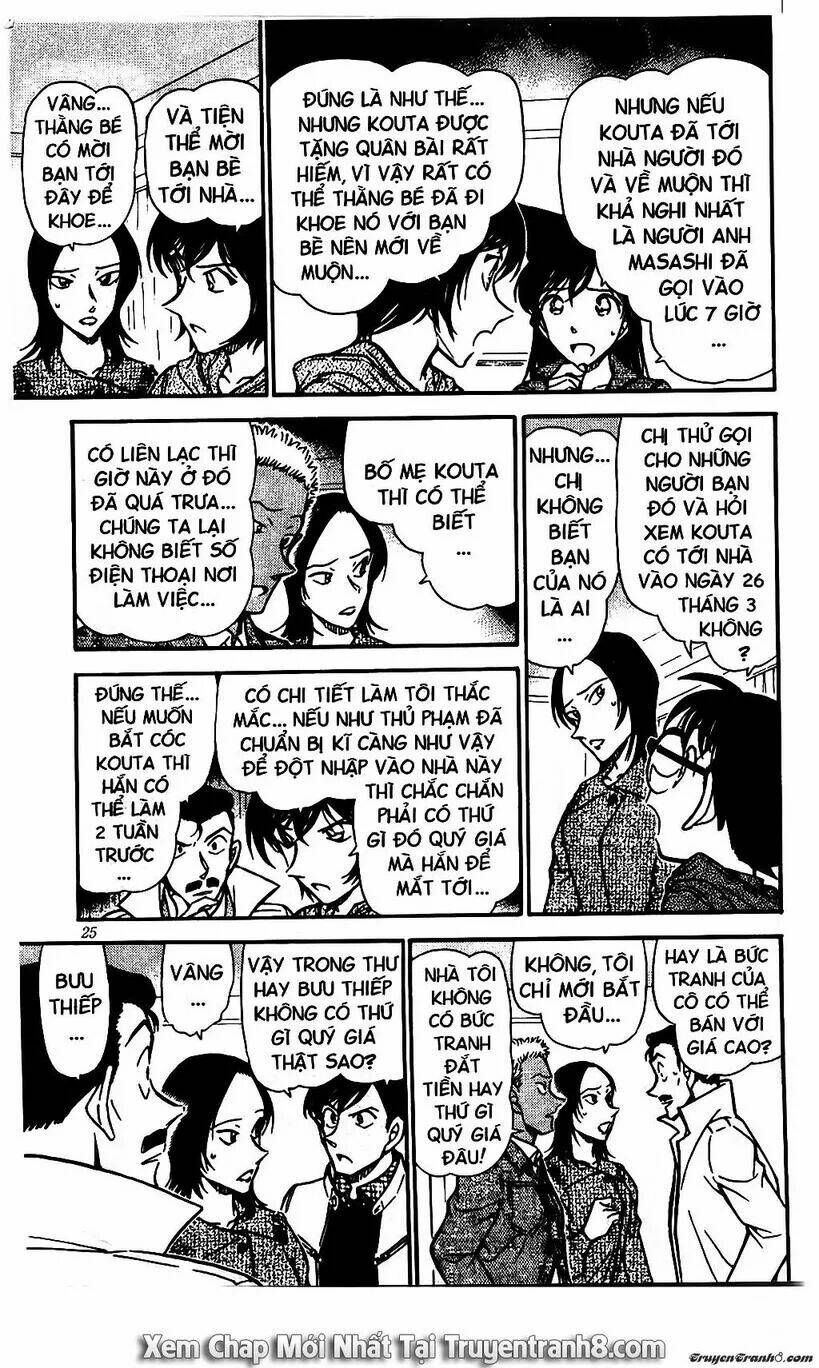 NHƯNG NẾU
KOUTA ĐÃ TỚI
NHÀ NGƯỜI ĐÓ
VÀ VỀ MUỘN THÌ
KHẢ NGHI NHẤT
LÀ NGƯỜI ANH
MASASHI ĐÃ
GỌI VÀO
LÚC 7 GIỜ
...
ĐÚNG LÀ NHƯ THẾ...
NHƯNG KOUTA ĐƯỢC
TẶNG QUÂN BÀI RẤT
HIẾM, VÌ VẬY RẤT CÓ
THỂ THẰNG BÉ ĐÃ ĐI
KHOE NÓ VỚI BẠN
BÈ NÊN MỚI VỀ
MUỘN...
VÀ TIỆN
THỂ MỜI
BẠN BÈ
TỚI NHÀ...
VÂNG...
THẰNG BÉ
CÓ MỜI
BẠN TỚI
ĐÂY ĐỂ
KHOE...
CHỊ THỬ GỌI
CHO NHỮNG
NGƯỜI BẠN
ĐÓ VÀ HỎI
XEM KOUTA
CÓ TỚI NHÀ
VÀO NGÀY 26
THÁNG 3
KHÔNG
?
NHƯNG...
CHỊ
KHÔNG
BIẾT
BẠN
CỦA NÓ
LÀ AI
...
BỐ MẸ KOUTA
THÌ CÓ THỂ
BIẾT
...
CÓ LIÊN LẠC THÌ
GIỜ NÀY Ở ĐÓ
ĐÃ QUÁ TRƯA...
CHÚNG TA LẠI
KHÔNG BIẾT SỐ
ĐIỆN THOẠI NƠI
LÀM VIỆC...
CÓ CHI TIẾT LÀM TÔI THẮC
MẮC... NẾU NHƯ THỦ PHẠM ĐÃ
CHUẨN BỊ KĨ CÀNG NHƯ VẬY
ĐỂ ĐỘT NHẬP VÀO NHÀ NÀY
THÌ CHẮC CHẮN
PHẢI CÓ THỨ
GÌ ĐÓ QUÝ GIÁ
MÀ HẮN ĐỂ
MẮT TỚI...
ĐÚNG THẾ...
NẾU MUỐN
BẮT CÓC
KOUTA THÌ
HẮN CÓ
THỂ LÀM
2 TUẦN
TRƯỚC
...
25
HAY LÀ BỨC
TRANH CỦA
CÔ CÓ THỂ
BÁN VỚI
GIÁ CAO?
KHÔNG, TÔI
CHỈ MỚI BẮT
ĐẦU...
NHÀ TÔI
KHÔNG
CÓ BỨC
TRANH
ĐẮT
TIỀN HAY
THỨ GÌ
QUÝ GIÁ
ĐÂU!
VẬY TRONG THƯ
HAY BƯU THIẾP
KHÔNG CÓ THỨ
GÌ QUÝ GIÁ
THẬT SAO?
VÂNG
...
BƯU
THIẾP
...
Xem Chap Mới Nhất Tại Truyentranh8.com
TruyenTranh8.com